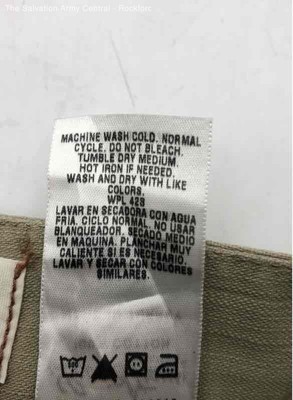 The Salvation Army Central - Rockford
MACHINE WASH COLD. NORMAL
CYCLE. DO NOT BLEACH.
TUMBLE DRY MEDIUM.
HOT IRON IF NEEDED.
WASH AND DRY WITH LIKE
COLORS.
WPL 423
LAVAR EN SECADORA CON AGUA
FRIA. CICLO NORMAL. NO USAR
BLANQUEADOR. SECADO MEDIO
EN MAQUINA. PLANCHAR MUY
CALIENTE SI ES NECESARIO.
LAVAR Y SECAR CON COLORES
SIMILARES.